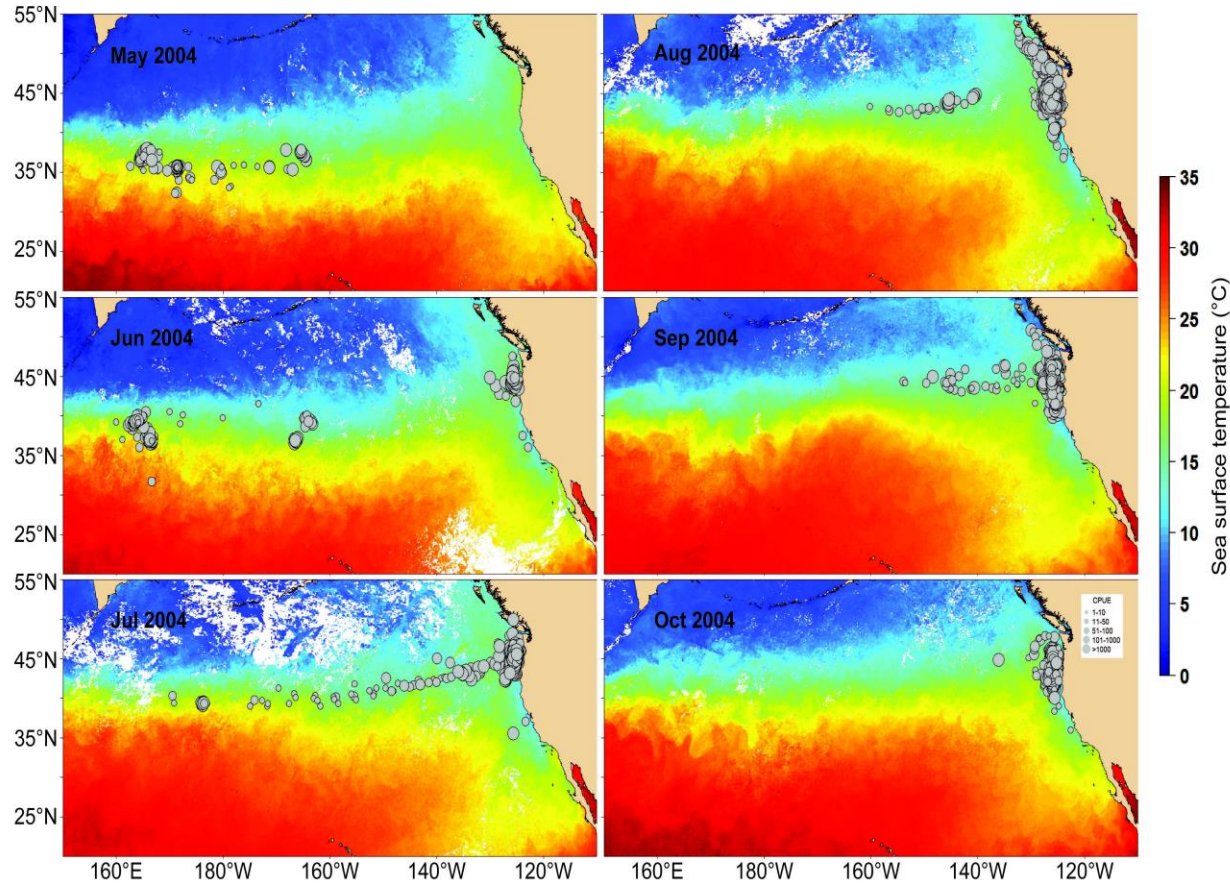 55°N
45°N
35°N
25°N
May 2004
Aug 2004
55°N
45°N
35°N
25°N
Jun 2004
Sep 2004
55°N
45°N
35°N
25°N
Jul 2004
Oct 2004
CPUE
1-10
11-50
51-100
101-1000
>1000
160°E
180°W
160°W
140°W
120°W
160°E
180°W
160°W
140°W
120°W
35
30
25
20
15
10
5
0
Sea surface temperature (°C)